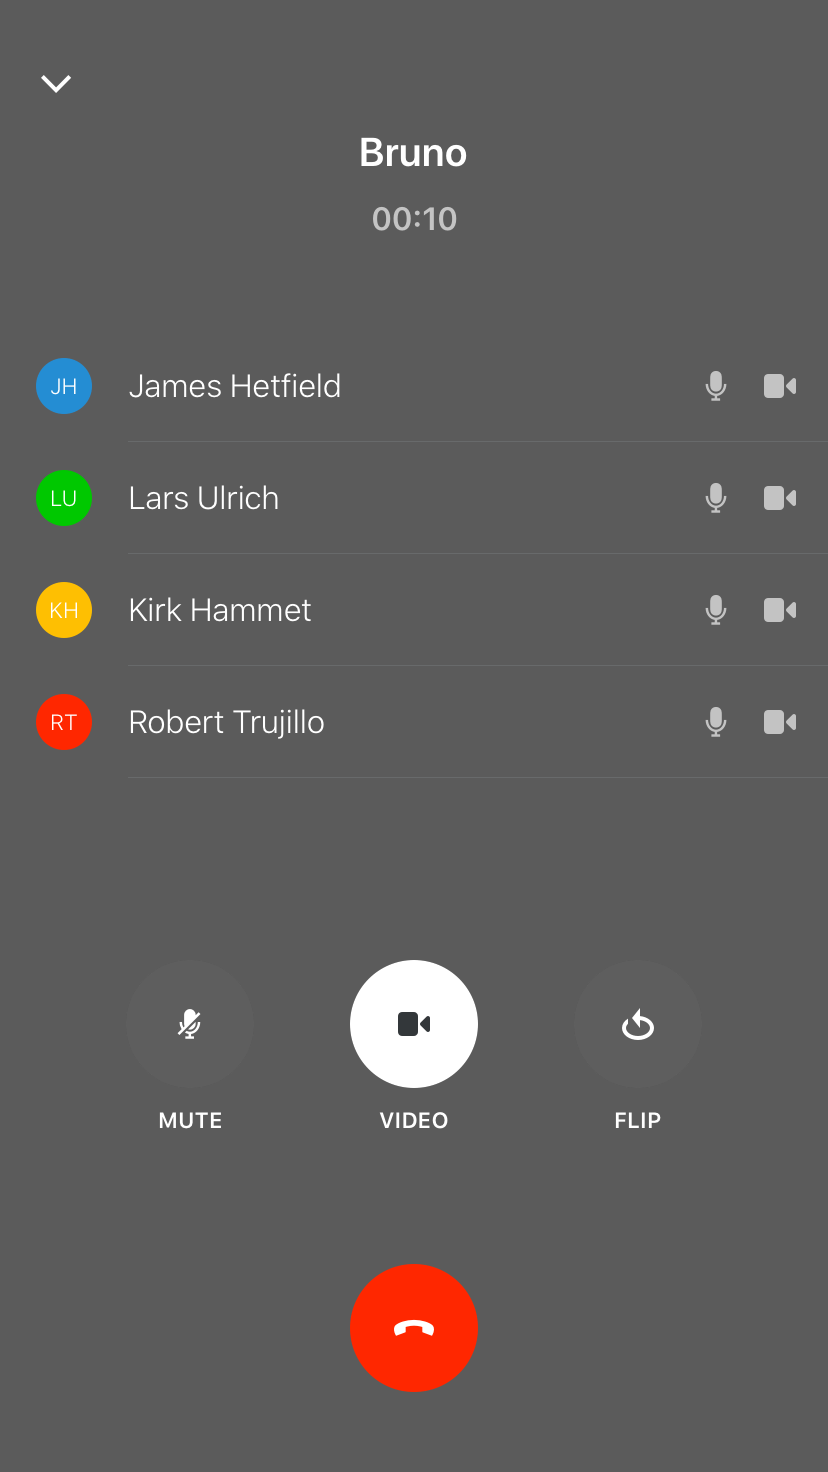 Bruno
00:10
JH James Hetfield
LU Lars Ulrich
KH Kirk Hammet
RT Robert Trujillo
MUTE VIDEO FLIP